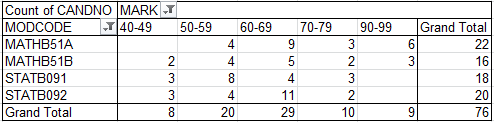 Count of CANDNO MARK
MODCODE 40-49 50-59 60-69 70-79 90-99 Grand Total
MATHB51A 4 9 3 6 22
MATHB51B 2 4 5 2 3 16
STATB091 3 8 4 3 18
STATB092 3 4 11 2 20
Grand Total 8 20 29 10 9 76